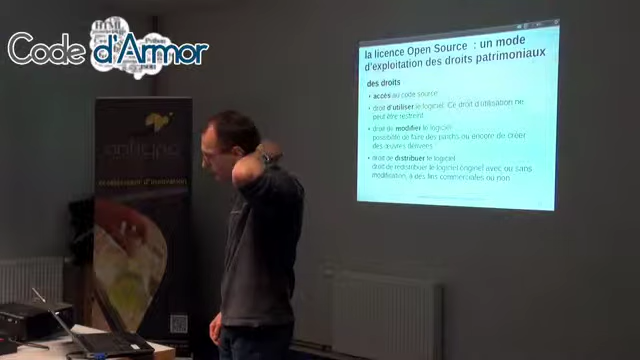 HTML
Code d'Armor
la licence Open Source : un mode
d'exploitation des droits patrimoniaux
des droits
• accès au code source
• droit d'utiliser le logiciel. Ce droit d'utilisation ne
peut être restreint
• droit de modifier le logiciel
possibilité de faire des patchs ou encore de créer
des œuvres dérivées
• droit de distribuer le logiciel
droit de redistribuer le logiciel originel avec ou sans
modification, à des fins commerciales ou non